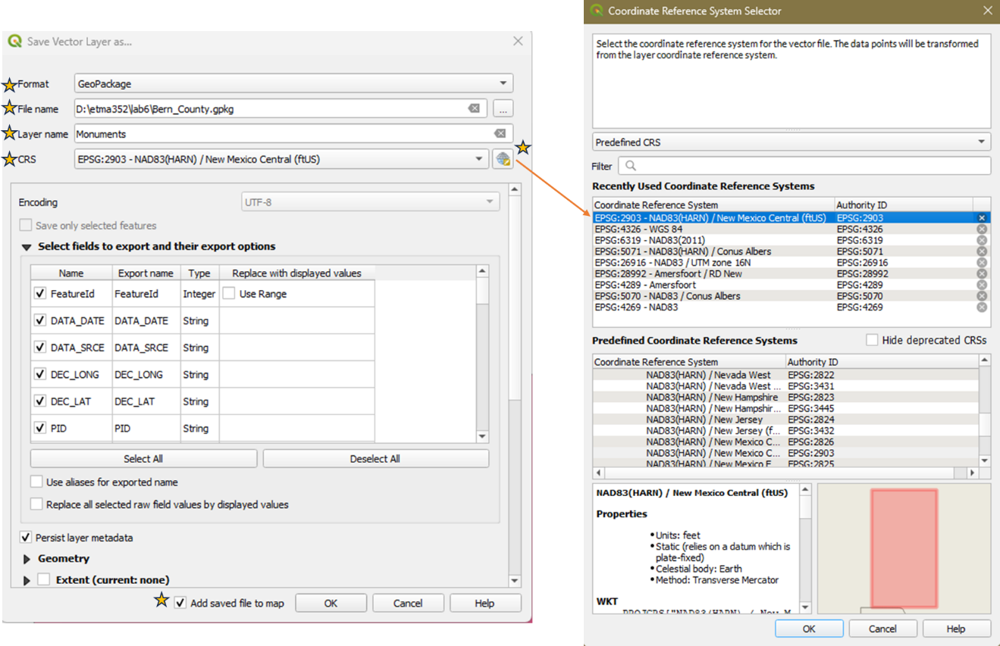 Save Vector Layer as...
Format
GeoPackage
File name
D:\etma352\lab6\Bern_County.gpkg
...
Layer name
Monuments
CRS
EPSG:2903 - NAD83(HARN) / New Mexico Central (ftUS)
Encoding
UTF-8
Save only selected features
Select fields to export and their export options
Name Export name Type Replace with displayed values
FeatureId FeatureId Integer Use Range
DATA_DATE DATA_DATE String
DATA_SRCE DATA_SRCE String
DEC_LONG DEC_LONG String
DEC_LAT DEC_LAT String
PID PID String
Select All Deselect All
Use aliases for exported name
Replace all selected raw field values by displayed values
Persist layer metadata
Geometry
Extent (current: none)
Add saved file to map OK Cancel Help
Coordinate Reference System Selector
Select the coordinate reference system for the vector file. The data points will be transformed
from the layer coordinate reference system.
Predefined CRS
Filter
Recently Used Coordinate Reference Systems
Coordinate Reference System Authority ID
EPSG:2903 - NAD83(HARN) / New Mexico Central (ftUS) EPSG:2903
EPSG:4326 - WGS 84 EPSG:4326
EPSG:6319 - NAD83(2011) EPSG:6319
EPSG:5071 - NAD83(HARN) / Conus Albers EPSG:5071
EPSG:26916 - NAD83 / UTM zone 16N EPSG:26916
EPSG:28992 - Amersfoort / RD New EPSG:28992
EPSG:4289 - Amersfoort EPSG:4289
EPSG:5070 - NAD83 / Conus Albers EPSG:5070
EPSG:4269 - NAD83 EPSG:4269
Predefined Coordinate Reference Systems Hide deprecated CRSs
Coordinate Reference System Authority ID
NAD83(HARN) / Nevada West EPSG:2822
NAD83(HARN) / Nevada West ... EPSG:3431
NAD83(HARN) / New Hampshire EPSG:2823
NAD83(HARN) / New Hampshir... EPSG:3445
NAD83(HARN) / New Jersey EPSG:2824
NAD83(HARN) / New Jersey (f... EPSG:3432
NAD83(HARN) / New Mexico C... EPSG:2826
NAD83(HARN) / New Mexico C... EPSG:2903
NAD83(HARN) / New Mexico E EPSG:2825
NAD83(HARN) / New Mexico Central (ftUS)
Properties
•Units: feet
•Static (relies on a datum which is
plate-fixed)
•Celestial body: Earth
•Method: Transverse Mercator
WKT
PROJCRS["NAD83(HARN) / New M
OK Cancel Help